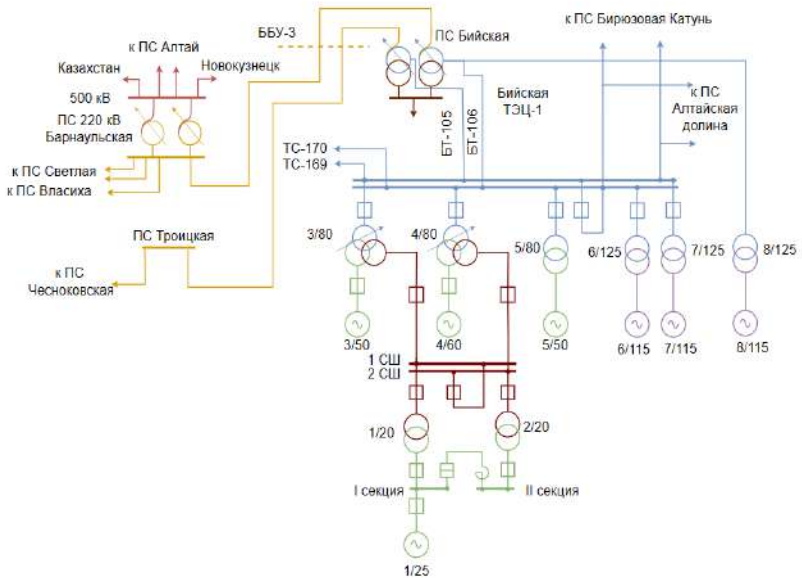 ББУ-3
ПС Бийская
к ПС Бирюзовая Катунь
к ПС Алтай
Казахстан
Новокузнецк
500 кВ
ПС 220 кВ
Барнаульская
Бийская
ТЭЦ-1
к ПС
Алтайская
долина
БТ-105
БТ-106
ТС-170
ТС-169
к ПС Светлая
к ПС Власиха
ПС Троицкая
к ПС
Чесноковская
3/80
4/80
5/80
6/125
7/125
8/125
3/50
4/60
5/50
6/115
7/115
8/115
1 СШ
2 СШ
1/20
2/20
I секция
II секция
1/25